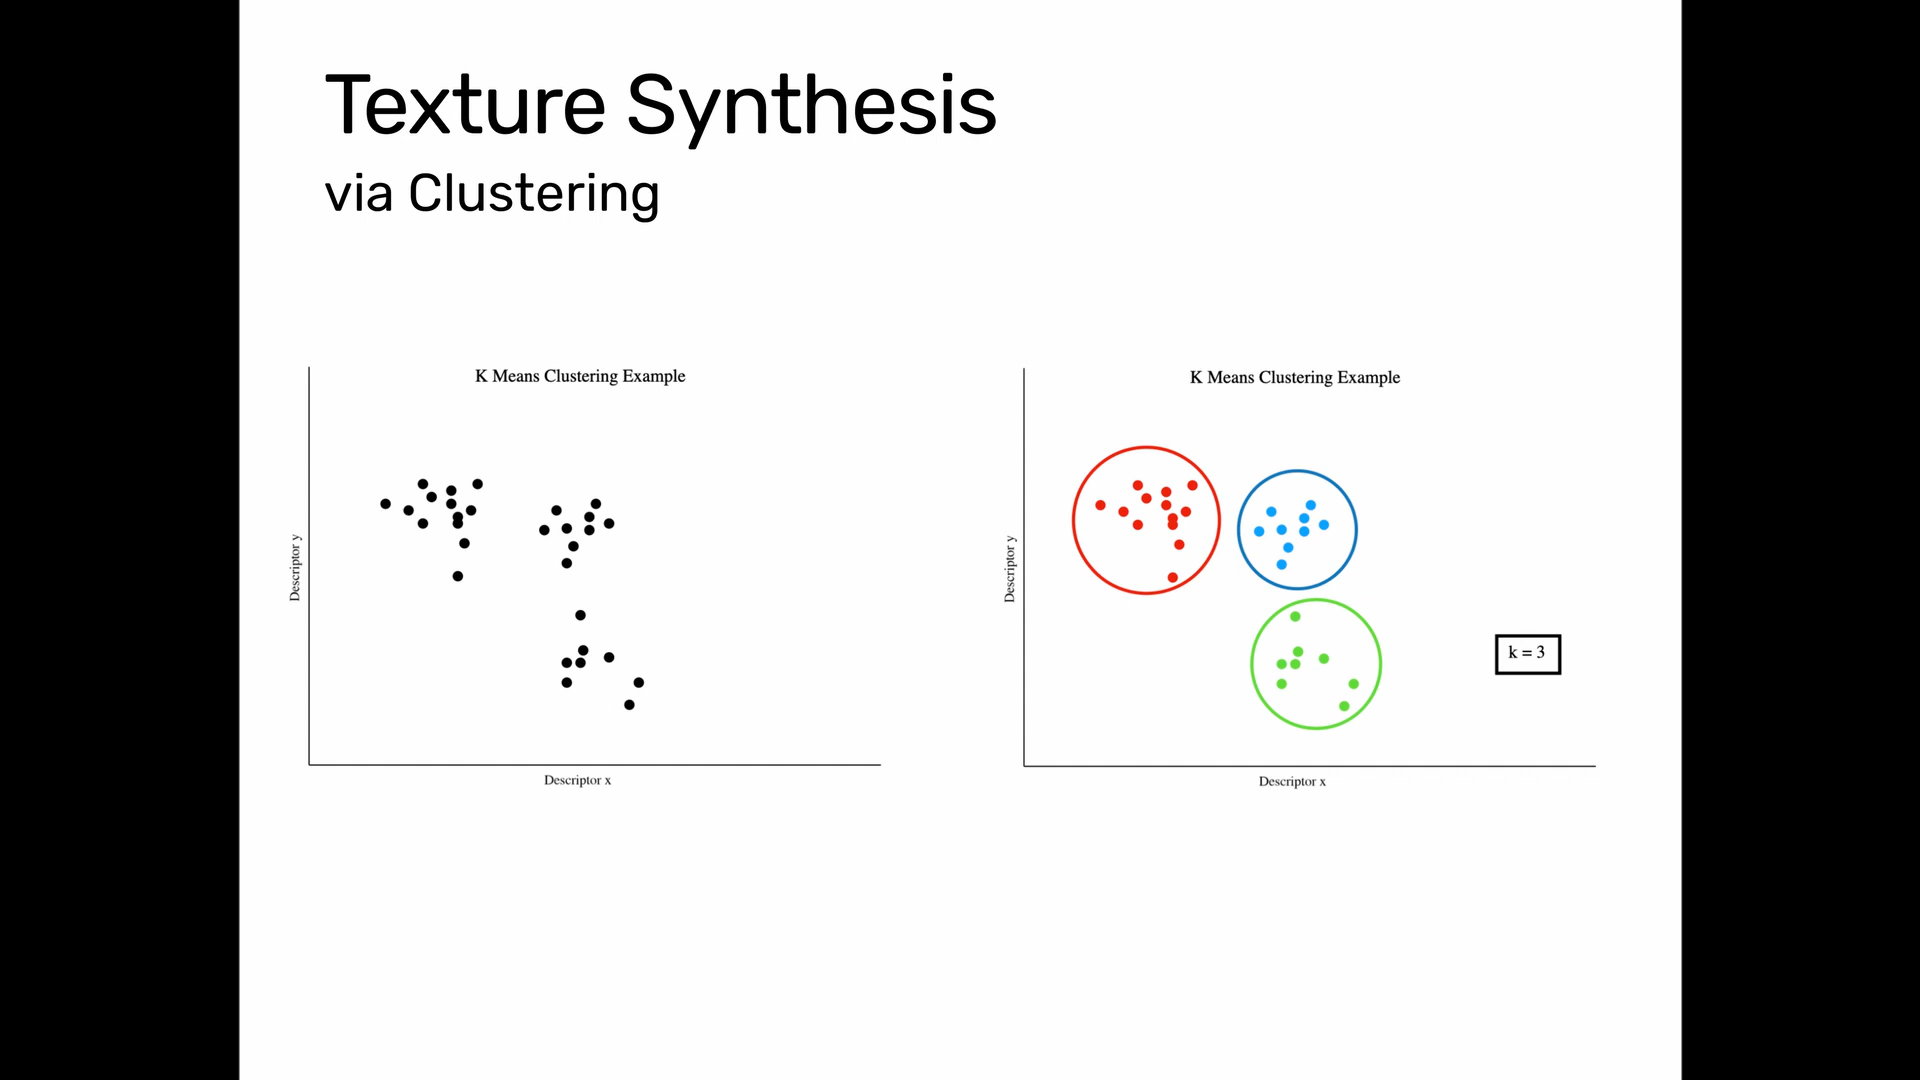 Texture Synthesis
via Clustering
K Means Clustering Example
Descriptor y
Descriptor x
K Means Clustering Example
Descriptor y
k = 3
Descriptor x